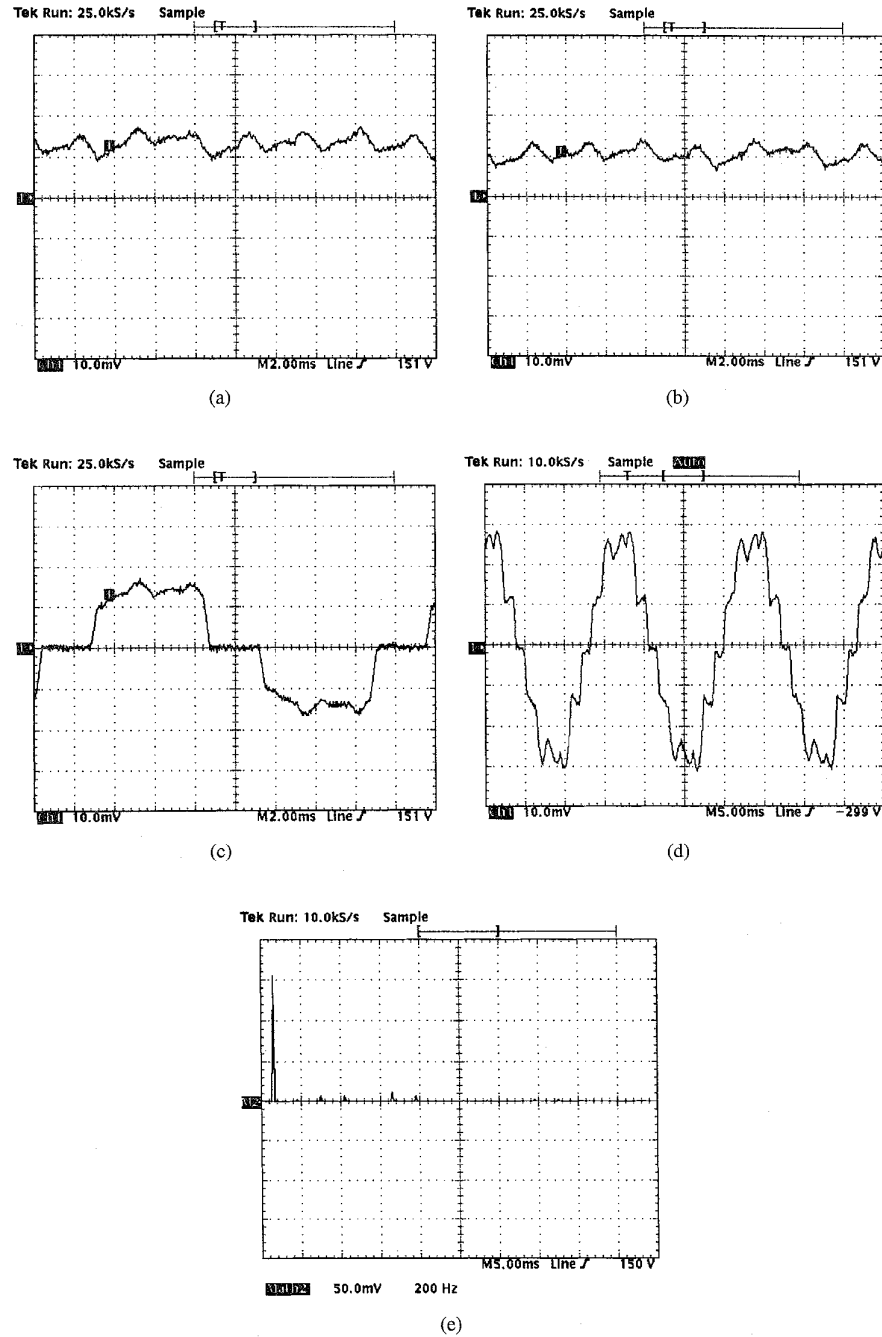 Tek Run: 25.0kS/s Sample
Tek Run: 25.0kS/s Sample
[T ]
[T ]
Ch1 10.0mV M2.00ms Line ƒ 151 V
Ch1 10.0mV M2.00ms Line ƒ 151 V
(a)
(b)
Tek Run: 25.0kS/s Sample
Tek Run: 10.0kS/s Sample Auto
[T ]
T [ ]
Ch1 10.0mV M2.00ms Line ƒ 151 V
Ch1 10.0mV M5.00ms Line ƒ -299 V
(c)
(d)
Tek Run: 10.0kS/s Sample
[ ]
M5.00ms Line ƒ 150 V
Math2 50.0mV 200 Hz
(e)